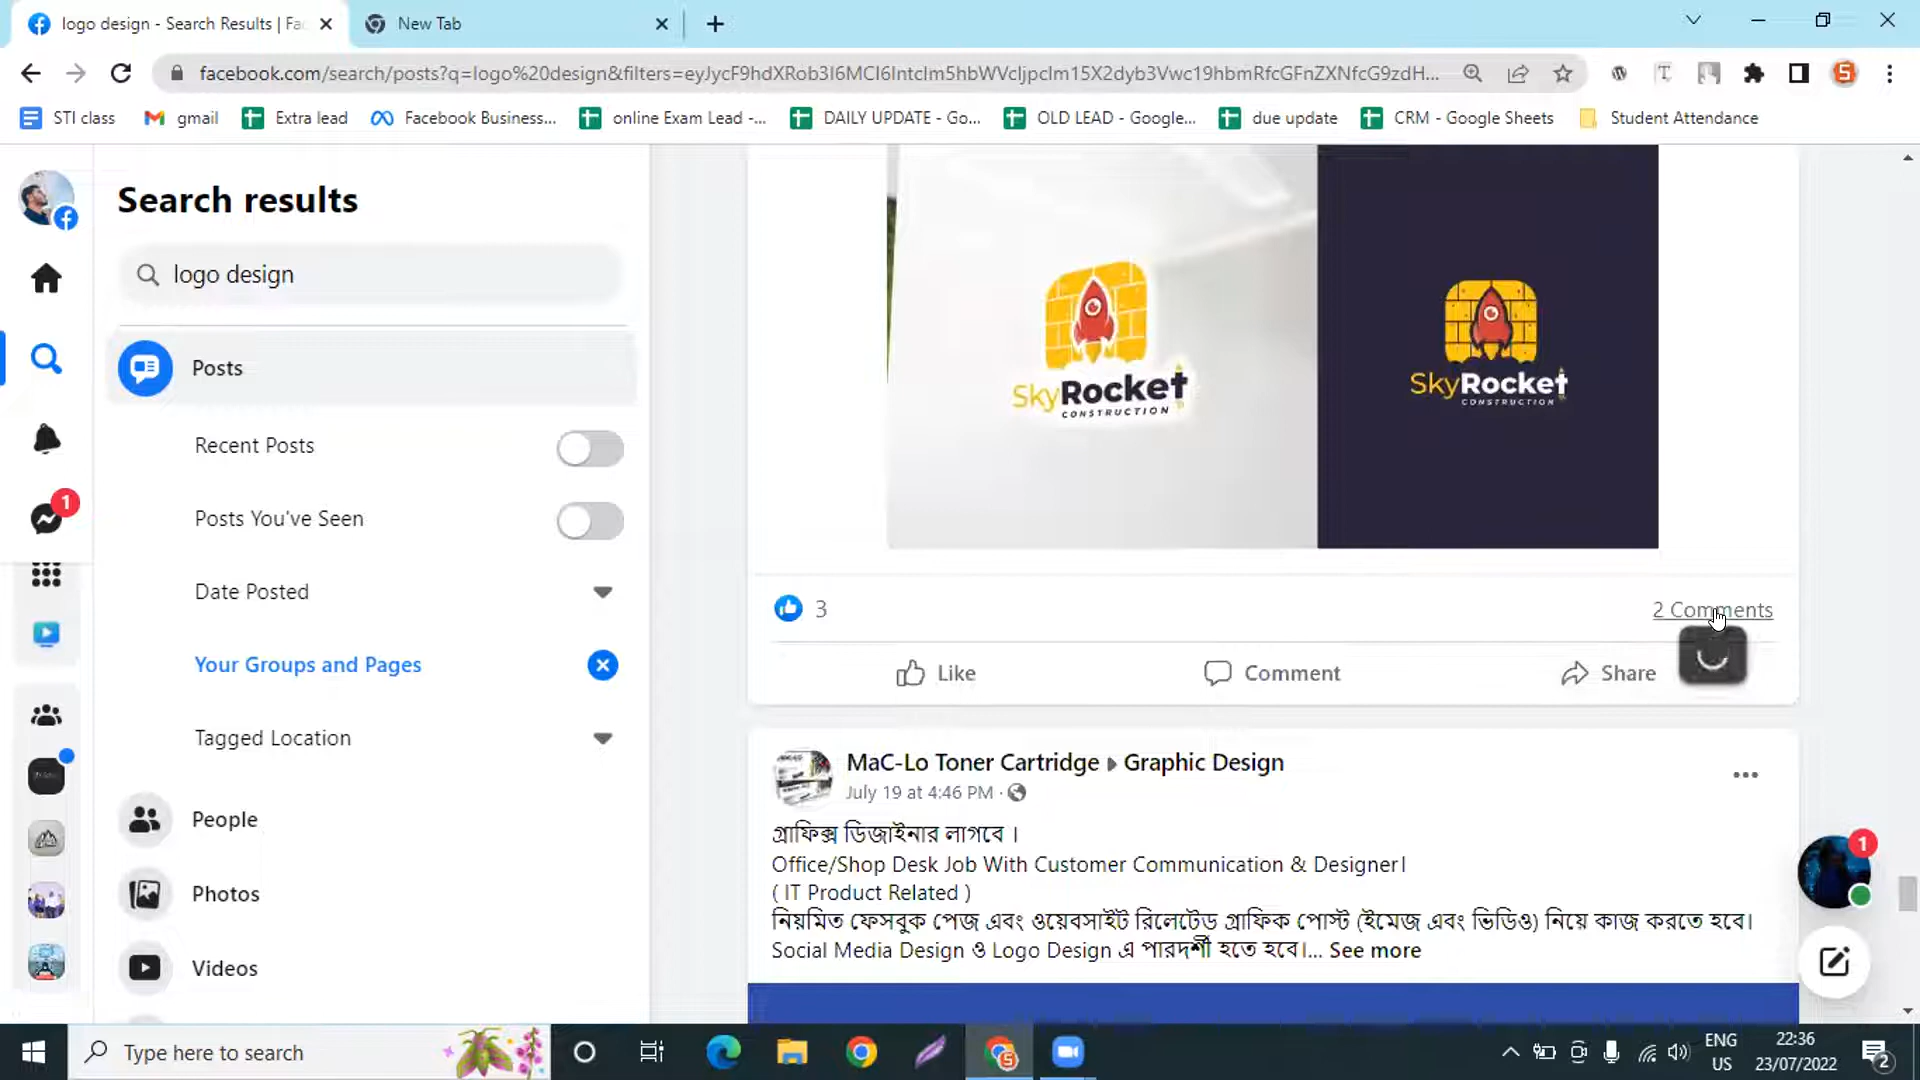 logo design - Search Results | Fa
New Tab
facebook.com/search/posts?q=logo%20design&filters=eyJycF9hdXRob3I6MCI6IntcIm5hbWVcIjpcIm15X2dyb3Vwc19hbmRfcGFnZXNfcG9zdH...
STI class
gmail
Extra lead
Facebook Business...
online Exam Lead -...
DAILY UPDATE - Go...
OLD LEAD - Google...
due update
CRM - Google Sheets
Student Attendance
Search results
logo design
Posts
Recent Posts
Posts You've Seen
Date Posted
Your Groups and Pages
Tagged Location
People
Photos
Videos
1
SkyRocket
CONSTRUCTION
SkyRocket
CONSTRUCTION
3
2 Comments
Like
Comment
Share
MaC-Lo Toner Cartridge Graphic Design
July 19 at 4:46 PM ·
গ্রাফিক্স ডিজাইনার লাগবে ।
Office/Shop Desk Job With Customer Communication & Designer।
( IT Product Related )
নিয়মিত ফেসবুক পেজ এবং ওয়েবসাইট রিলেটেড গ্রাফিক পোস্ট (ইমেজ এবং ভিডিও) নিয়ে কাজ করতে হবে।
Social Media Design ও Logo Design এ পারদর্শী হতে হবে।... See more
1
Type here to search
ENG
US
22:36
23/07/2022
2